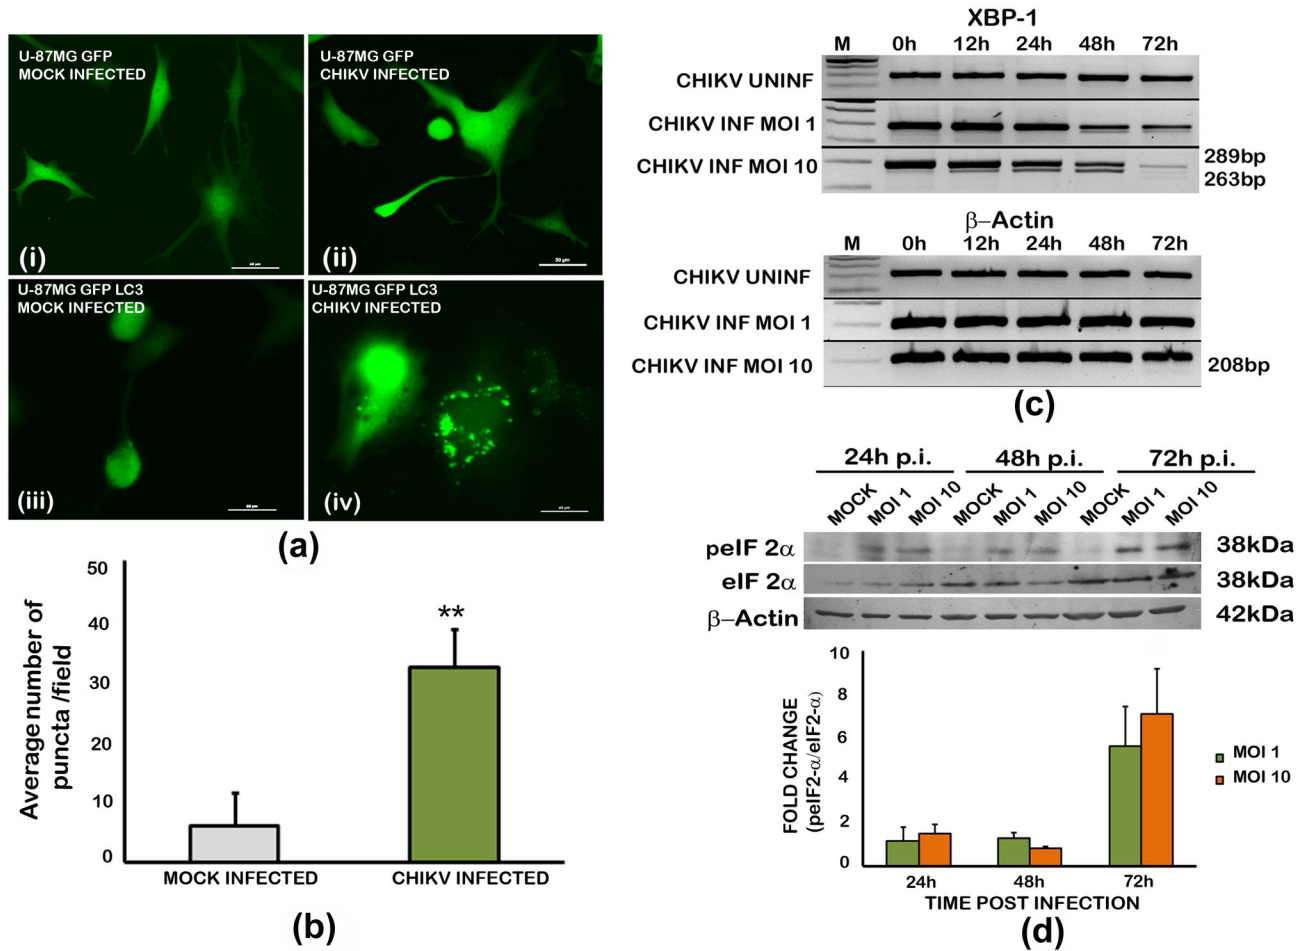 U-87MG GFP
MOCK INFECTED
(i)
U-87MG GFP
CHIKV INFECTED
(ii)
U-87MG GFP LC3
MOCK INFECTED
(iii)
U-87MG GFP LC3
CHIKV INFECTED
(iv)
(a)
Average number of
puncta /field
50
40
30
20
10
0
**
MOCK INFECTED
CHIKV INFECTED
(b)
XBP-1
M 0h 12h 24h 48h 72h
CHIKV UNINF
CHIKV INF MOI 1
CHIKV INF MOI 10
289bp
263bp
β–Actin
M 0h 12h 24h 48h 72h
CHIKV UNINF
CHIKV INF MOI 1
CHIKV INF MOI 10
208bp
(c)
24h p.i. 48h p.i. 72h p.i.
MOCK MOI 1 MOI 10 MOCK MOI 1 MOI 10 MOCK MOI 1 MOI 10
peIF 2α 38kDa
eIF 2α 38kDa
β–Actin 42kDa
FOLD CHANGE
(peIF2-α/eIF2-α)
10
8
6
4
2
0
MOI 1
MOI 10
24h 48h 72h
TIME POST INFECTION
(d)